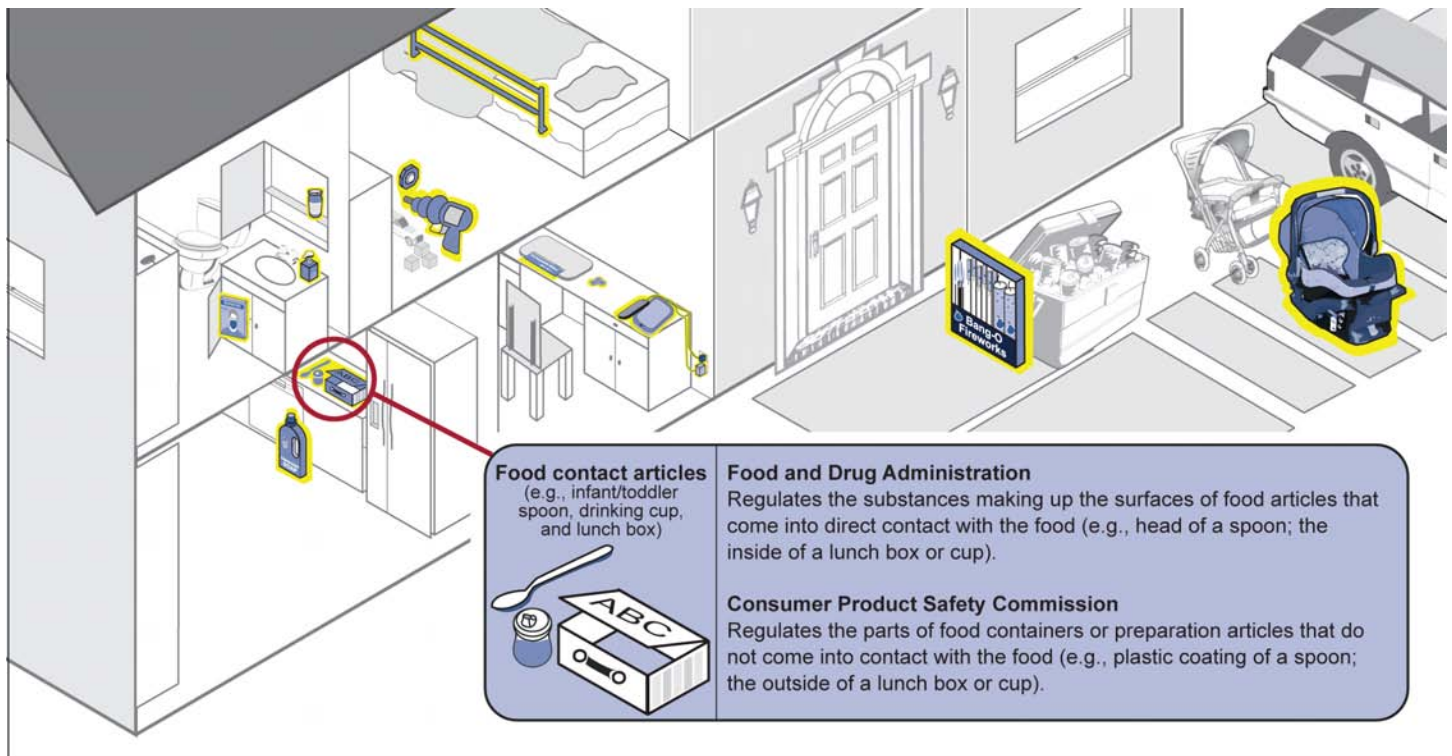 Bang-O
Fireworks
Food contact articles
(e.g., infant/toddler
spoon, drinking cup,
and lunch box)
ABC
Food and Drug Administration
Regulates the substances making up the surfaces of food articles that
come into direct contact with the food (e.g., head of a spoon; the
inside of a lunch box or cup).
Consumer Product Safety Commission
Regulates the parts of food containers or preparation articles that do
not come into contact with the food (e.g., plastic coating of a spoon;
the outside of a lunch box or cup).
ABC